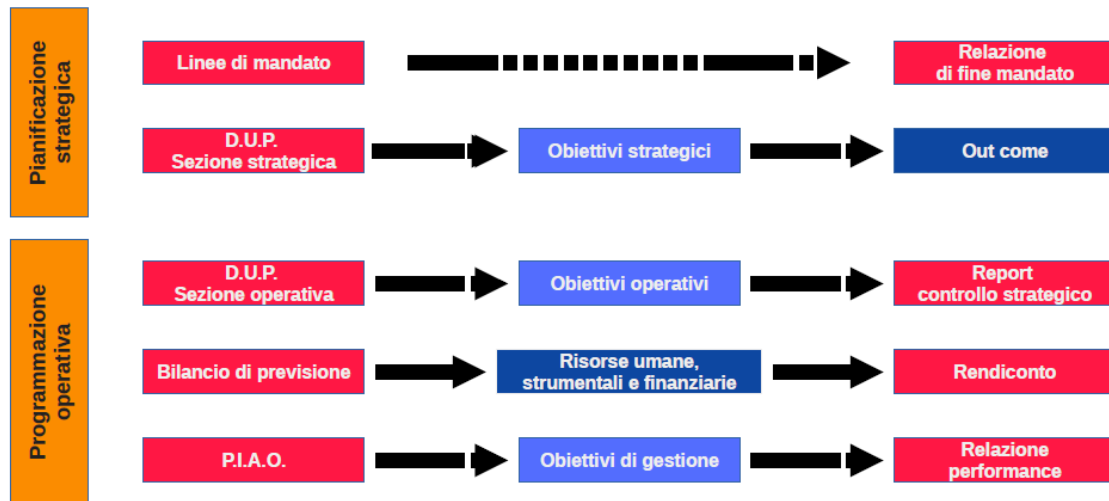 Pianificazione
strategica
Linee di mandato
Relazione
di fine mandato
D.U.P.
Sezione strategica
Obiettivi strategici
Out come
Programmazione
operativa
D.U.P.
Sezione operativa
Obiettivi operativi
Report
controllo strategico
Bilancio di previsione
Risorse umane,
strumentali e finanziarie
Rendiconto
P.I.A.O.
Obiettivi di gestione
Relazione
performance